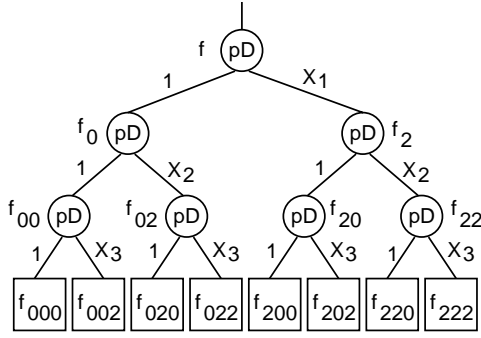 f pD
1 X1
f0 pD pD f2
1 X2 1 X2
f00 pD f02 pD pD f20 pD f22
1 X3 1 X3 1 X3 1 X3
f000 f002 f020 f022 f200 f202 f220 f222